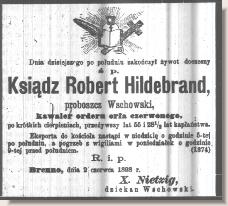 Dnia dzisiejszego po południu zakończył żywot doczesny
ś. p.
Ksiądz Robert Hildebrand,
proboszcz Wschowski,
kawaler orderu orła czerwonego,
po krótkich cierpieniach, przeżywszy lat 55 i 28½ lat kapłaństwa.
Eksporta do kościoła nastąpi w niedzielę o godzinie 5-tej
po południu, a pogrzeb z wigiliami w poniedziałek o godzinie
9-tej przed południem. (1874)
R. i. p.
Brenno, dnia 2 czerwca 1898 r.
X. Nietzig,
dziekan Wschowski.